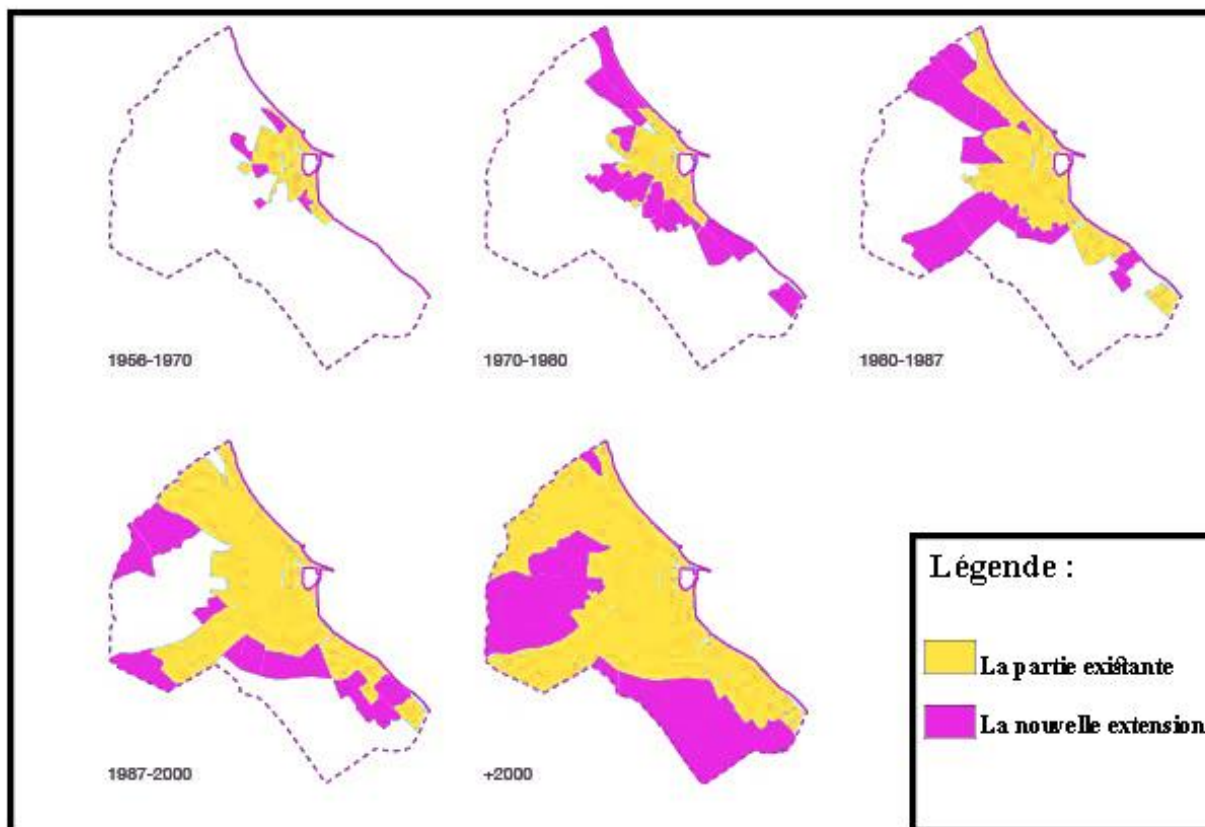 1956-1970
1970-1980
1980-1987
1987-2000
+2000
Légende :
La partie existante
La nouvelle extension